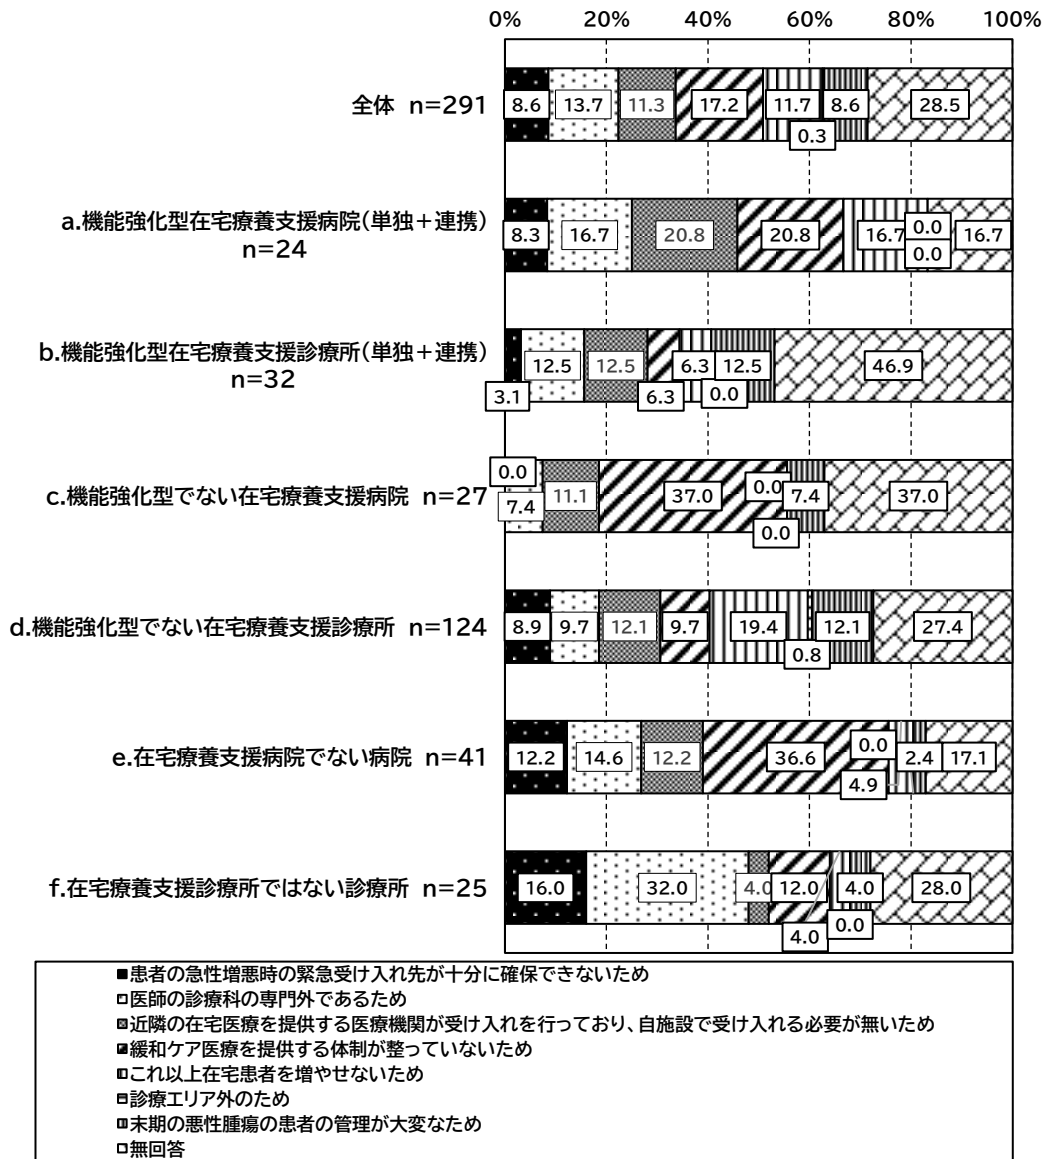 0% 20% 40% 60% 80% 100%
全体 n=291
8.6 13.7 11.3 17.2 11.7 0.3 8.6 28.5
a.機能強化型在宅療養支援病院(単独+連携)
n=24
8.3 16.7 20.8 20.8 16.7 0.0 0.0 16.7
b.機能強化型在宅療養支援診療所(単独+連携)
n=32
3.1 12.5 12.5 6.3 6.3 0.0 12.5 46.9
c.機能強化型でない在宅療養支援病院 n=27
0.0 7.4 11.1 37.0 0.0 0.0 7.4 37.0
d.機能強化型でない在宅療養支援診療所 n=124
8.9 9.7 12.1 9.7 19.4 0.8 12.1 27.4
e.在宅療養支援病院でない病院 n=41
12.2 14.6 12.2 36.6 4.9 0.0 2.4 17.1
f.在宅療養支援診療所ではない診療所 n=25
16.0 32.0 4.0 12.0 4.0 0.0 4.0 28.0
患者の急性増悪時の緊急受け入れ先が十分に確保できないため
医師の診療科の専門外であるため
近隣の在宅医療を提供する医療機関が受け入れを行っており、自施設で受け入れる必要が無いため
緩和ケア医療を提供する体制が整っていないため
これ以上在宅患者を増やせないため
診療エリア外のため
末期の悪性腫瘍の患者の管理が大変なため
無回答